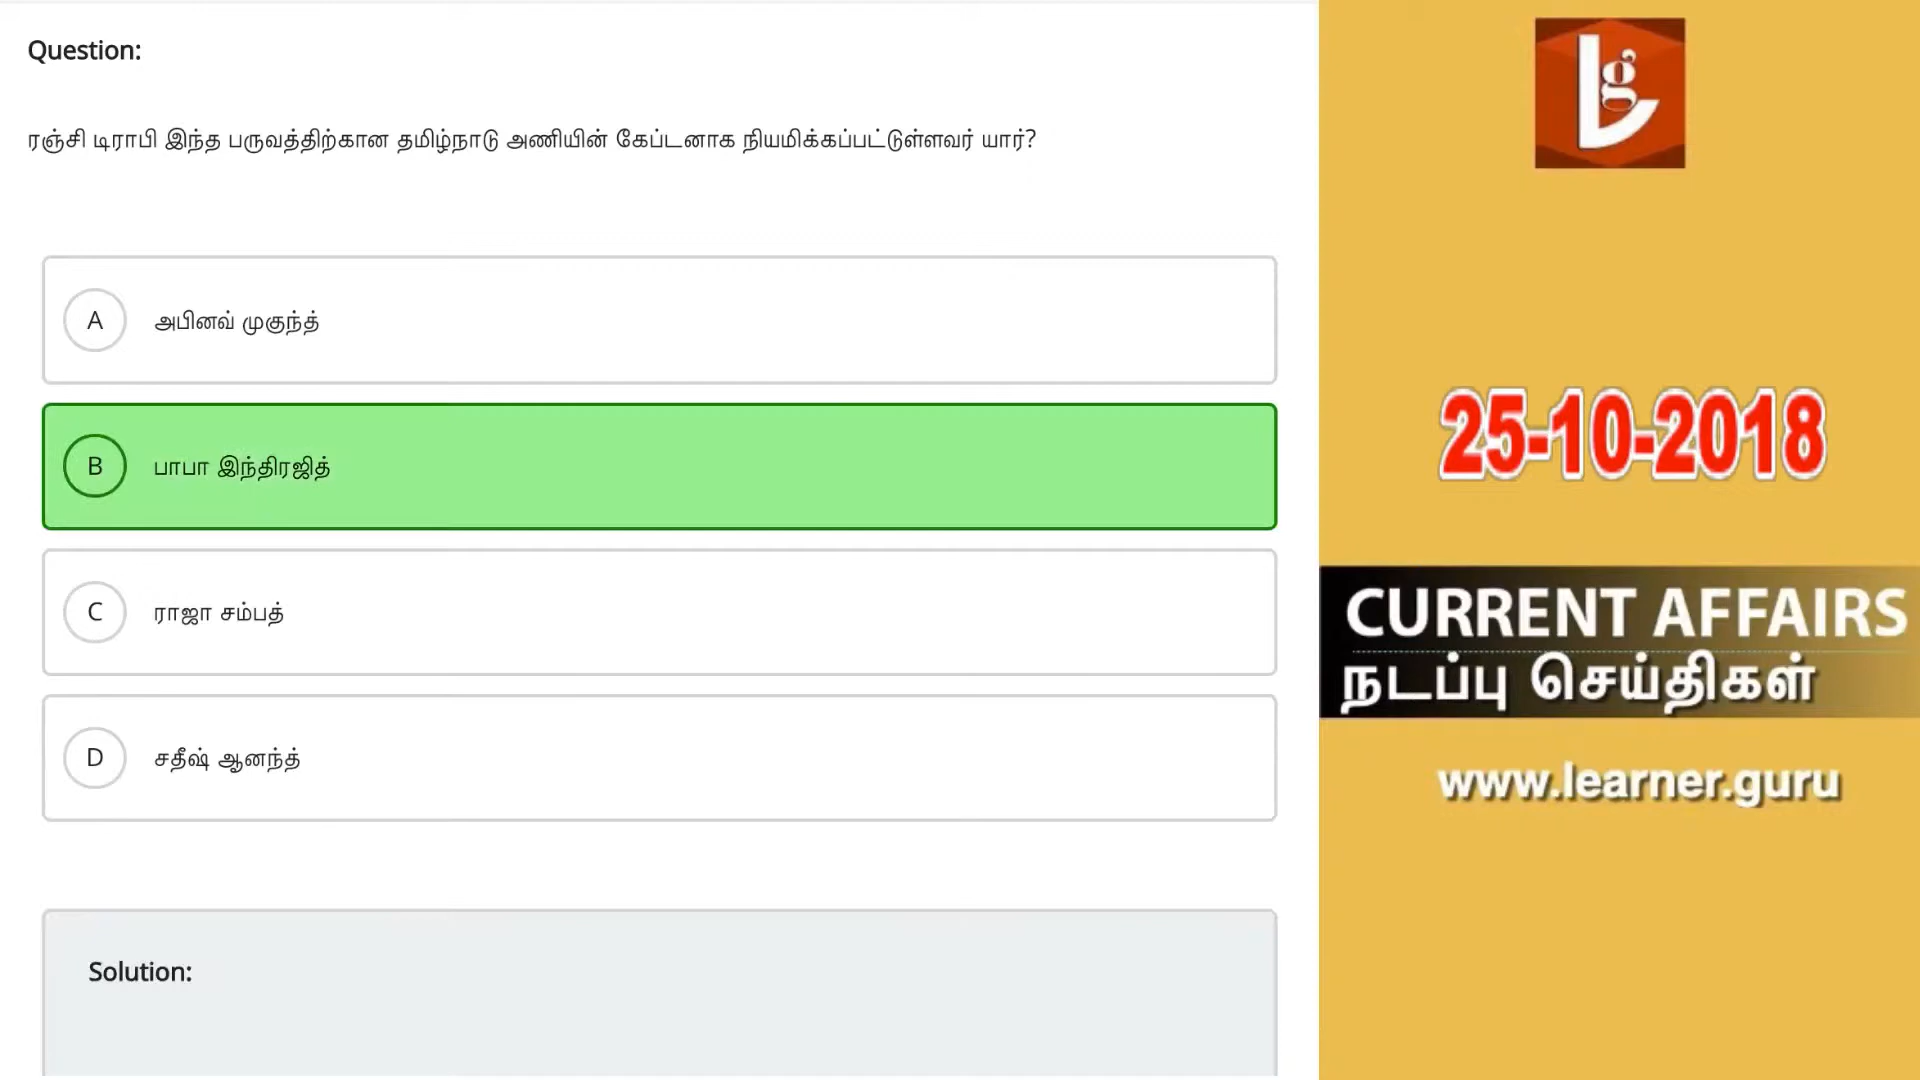 Question:
ரஞ்சி டிராபி இந்த பருவத்திற்கான தமிழ்நாடு அணியின் கேப்டனாக நியமிக்கப்பட்டுள்ளவர் யார்?
A அபினவ் முகுந்த்
B பாபா இந்திரஜித்
C ராஜா சம்பத்
D சதீஷ் ஆனந்த்
Solution:
Lg
25-10-2018
CURRENT AFFAIRS
நடப்பு செய்திகள்
www.learner.guru